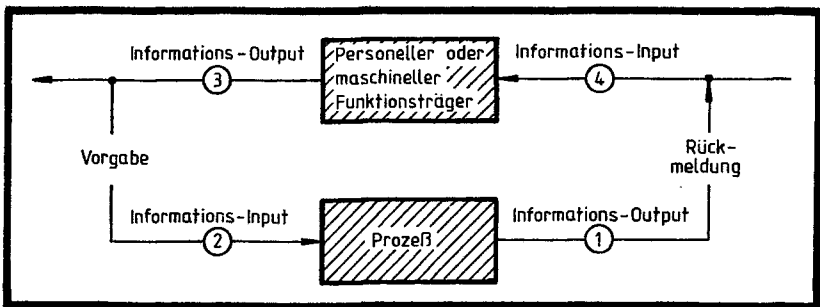 Informations-Output
③
Personeller oder
maschineller
Funktionsträger
Informations-Input
④
Vorgabe
Rück-
meldung
Informations-Input
②
Prozeß
Informations-Output
①